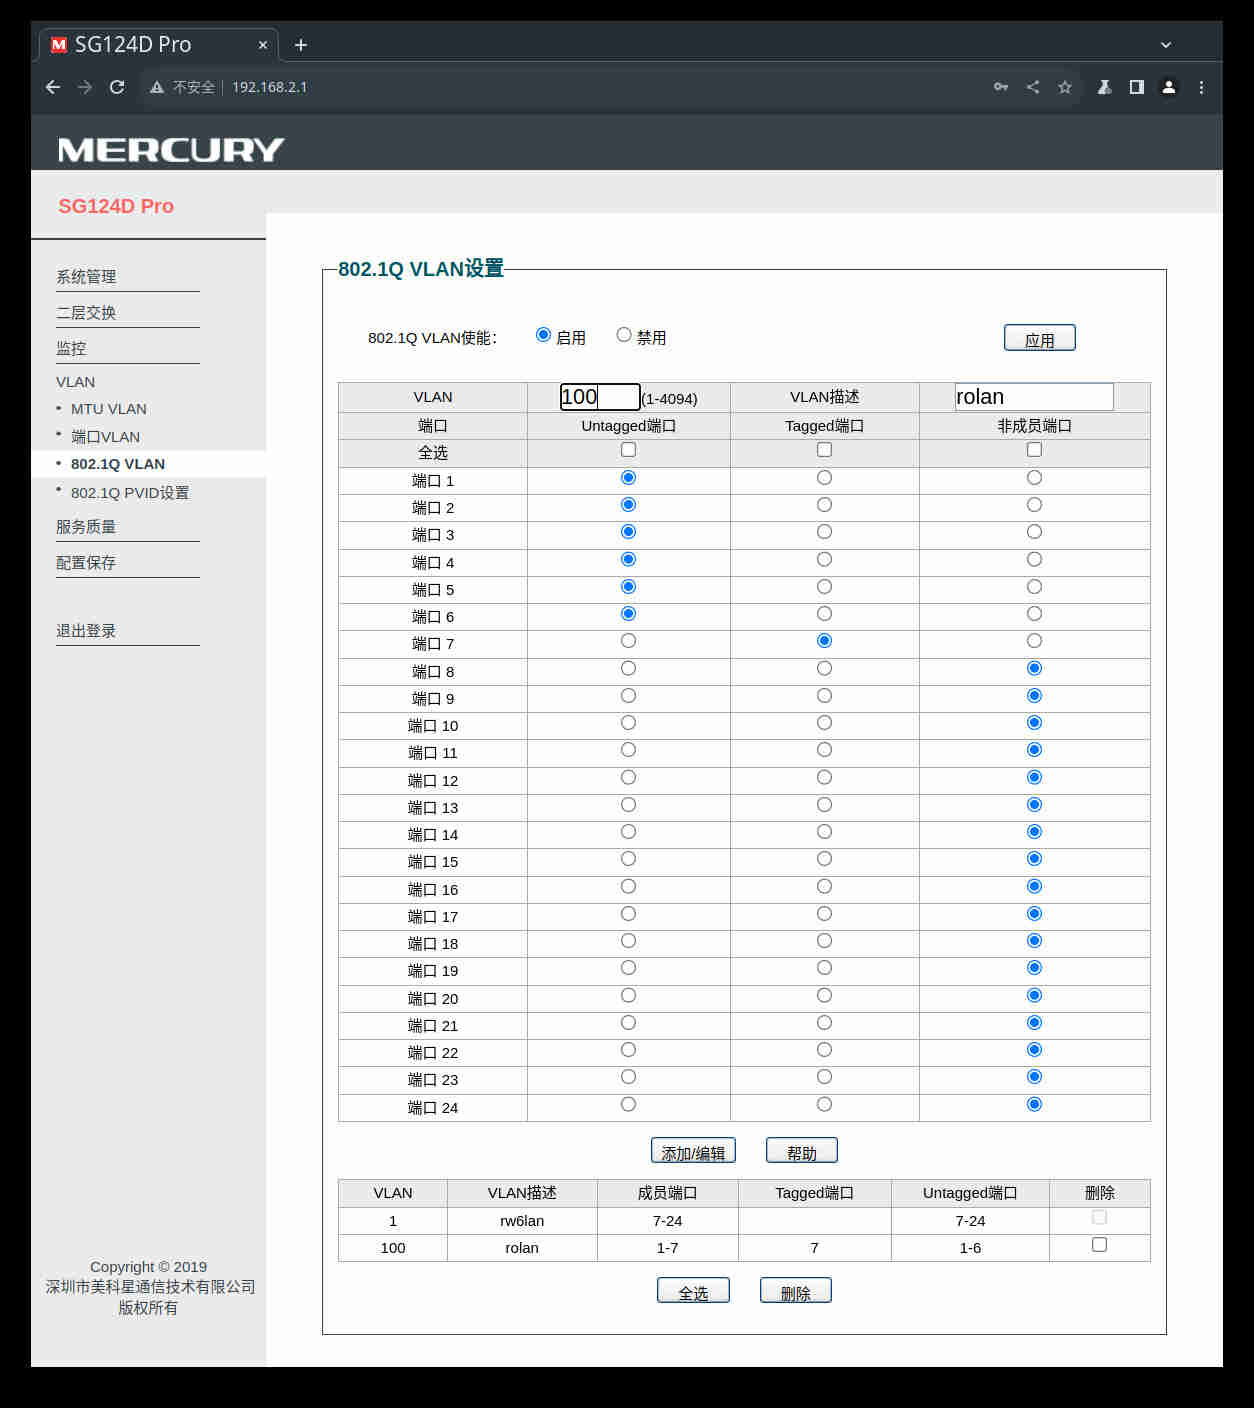 SG124D Pro
不安全 192.168.2.1
MERCURY
SG124D Pro
系统管理
二层交换
监控
VLAN
• MTU VLAN
• 端口VLAN
• 802.1Q VLAN
• 802.1Q PVID设置
服务质量
配置保存
退出登录
Copyright © 2019
深圳市美科星通信技术有限公司
版权所有
802.1Q VLAN设置
802.1Q VLAN使能： 启用 禁用 应用
VLAN 100 (1-4094) VLAN描述 rolan
端口 Untagged端口 Tagged端口 非成员端口
全选
端口 1
端口 2
端口 3
端口 4
端口 5
端口 6
端口 7
端口 8
端口 9
端口 10
端口 11
端口 12
端口 13
端口 14
端口 15
端口 16
端口 17
端口 18
端口 19
端口 20
端口 21
端口 22
端口 23
端口 24
添加/编辑 帮助
VLAN VLAN描述 成员端口 Tagged端口 Untagged端口 删除
1 rw6lan 7-24 7-24
100 rolan 1-7 7 1-6
全选 删除